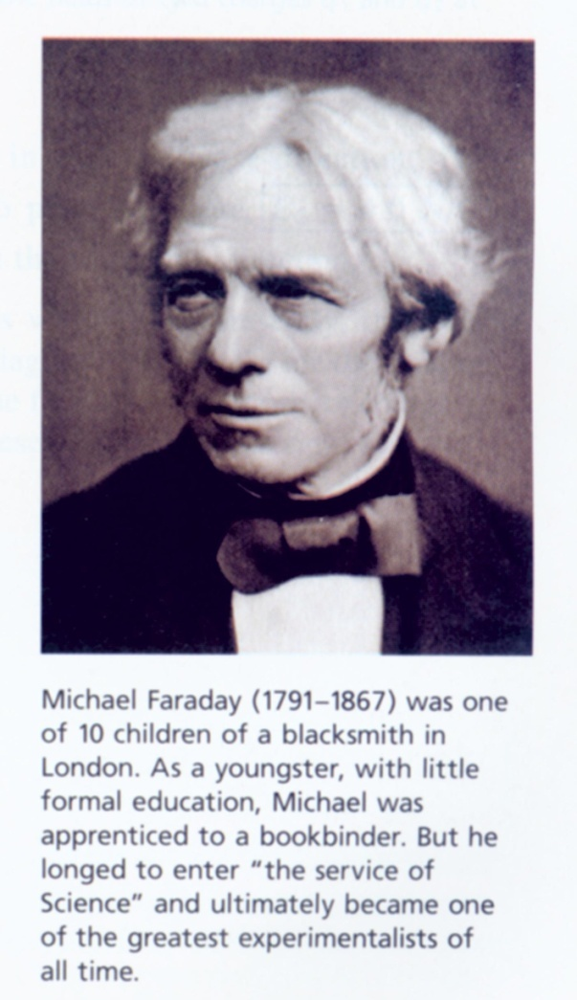 Michael Faraday (1791–1867) was one
of 10 children of a blacksmith in
London. As a youngster, with little
formal education, Michael was
apprenticed to a bookbinder. But he
longed to enter “the service of
Science” and ultimately became one
of the greatest experimentalists of
all time.